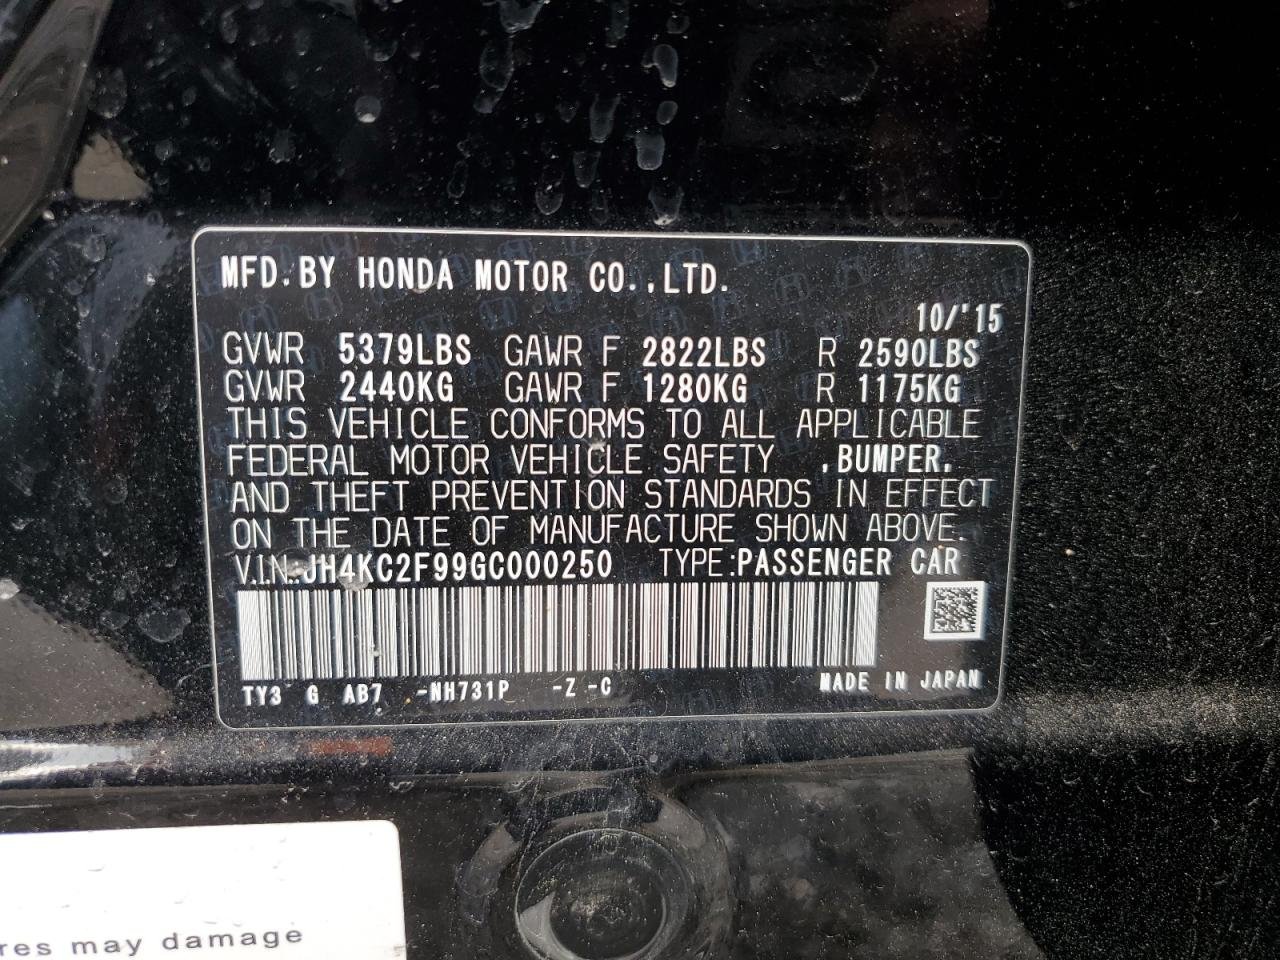 MFD. BY HONDA MOTOR CO., LTD.
10/'15
GVWR 5379LBS GAWR F 2822LBS R 2590LBS
GVWR 2440KG GAWR F 1280KG R 1175KG
THIS VEHICLE CONFORMS TO ALL APPLICABLE
FEDERAL MOTOR VEHICLE SAFETY ,BUMPER,
AND THEFT PREVENTION STANDARDS IN EFFECT
ON THE DATE OF MANUFACTURE SHOWN ABOVE.
V.I.N.:JH4KC2F99GC000250 TYPE:PASSENGER CAR
TY3 G AB7 -NH731P -Z -C MADE IN JAPAN
may damage